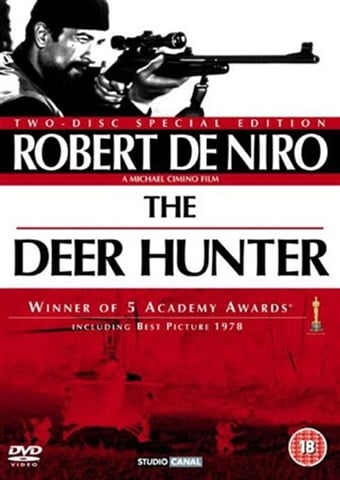 TWO-DISC SPECIAL EDITION
ROBERT DE NIRO
A MICHAEL CIMINO FILM
THE
DEER HUNTER
WINNER OF 5 ACADEMY AWARDS®
INCLUDING BEST PICTURE 1978
DVD
VIDEO
STUDIO CANAL
18